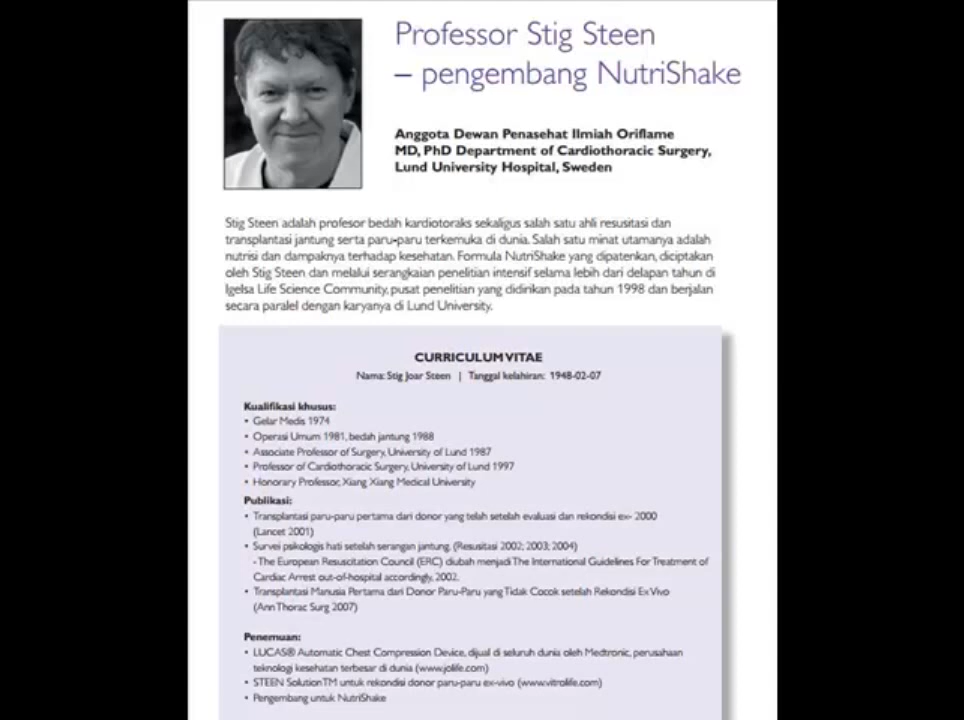 Professor Stig Steen
– pengembang NutriShake
Anggota Dewan Penasehat Ilmiah Oriflame
MD, PhD Department of Cardiothoracic Surgery,
Lund University Hospital, Sweden
Stig Steen adalah profesor bedah kardiotoraks sekaligus salah satu ahli resusitasi dan
transplantasi jantung serta paru-paru terkemuka di dunia. Salah satu minat utamanya adalah
nutrisi dan dampaknya terhadap kesehatan. Formula NutriShake yang dipatenkan, diciptakan
oleh Stig Steen dan melalui serangkaian penelitian intensif selama lebih dari delapan tahun di
Igelsa Life Science Community, pusat penelitian yang didirikan pada tahun 1998 dan berjalan
secara paralel dengan karyanya di Lund University.
CURRICULUM VITAE
Nama: Stig Joar Steen | Tanggal kelahiran: 1948-02-07
Kualifikasi khusus:
• Gelar Medis 1974
• Operasi Umum 1981, bedah jantung 1988
• Associate Professor of Surgery, University of Lund 1987
• Professor of Cardiothoracic Surgery, University of Lund 1997
• Honorary Professor, Xiang Xiang Medical University
Publikasi:
• Transplantasi paru-paru pertama dari donor yang telah setelah evaluasi dan rekondisi ex- 2000
(Lancet 2001)
• Survei psikologis hati setelah serangan jantung. (Resusitasi 2002; 2003; 2004)
- The European Resuscitation Council (ERC) diubah menjadi The International Guidelines For Treatment of
Cardiac Arrest out-of-hospital accordingly, 2002.
• Transplantasi Manusia Pertama dari Donor Paru-Paru yang Tidak Cocok setelah Rekondisi Ex Vivo
(Ann Thorac Surg 2007)
Penemuan:
• LUCAS® Automatic Chest Compression Device, dijual di seluruh dunia oleh Medtronic, perusahaan
teknologi kesehatan terbesar di dunia (www.jolife.com)
• STEEN SolutionTM untuk rekondisi donor paru-paru ex-vivo (www.vitrolife.com)
• Pengembang untuk NutriShake